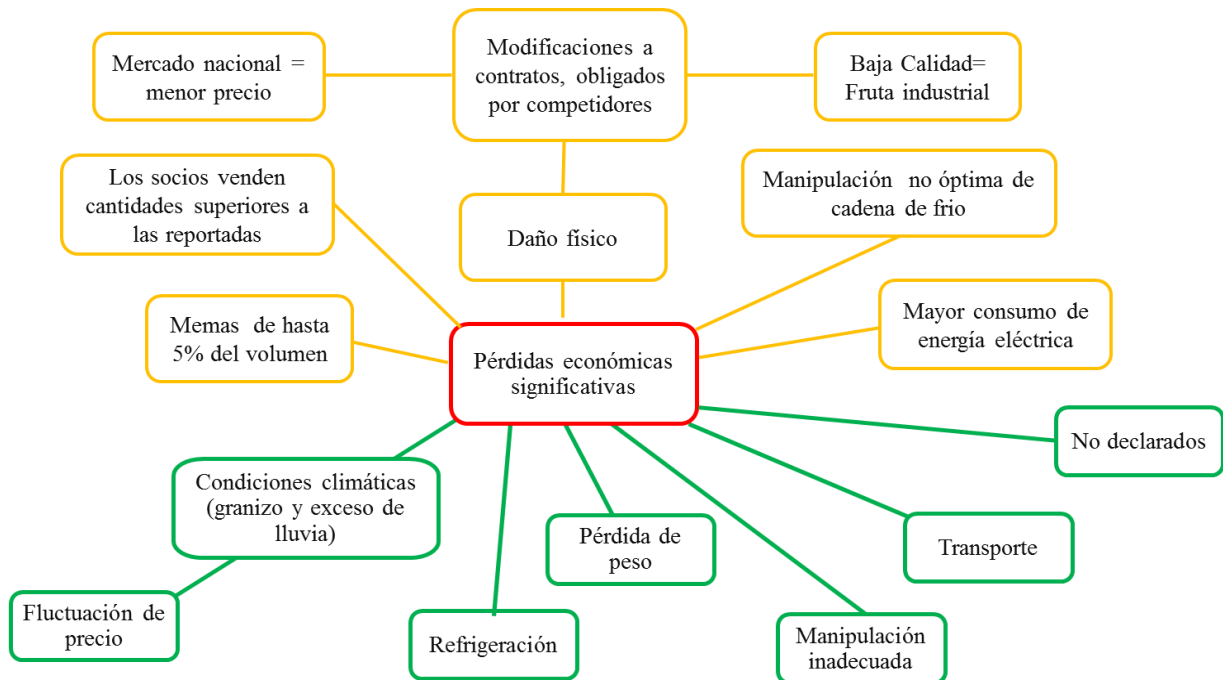 Mercado nacional =
menor precio
Modificaciones a
contratos, obligados
por competidores
Baja Calidad=
Fruta industrial
Los socios venden
cantidades superiores a
las reportadas
Daño físico
Manipulación no óptima de
cadena de frio
Memas de hasta
5% del volumen
Pérdidas económicas
significativas
Mayor consumo de
energía eléctrica
No declarados
Condiciones climáticas
(granizo y exceso de
lluvia)
Pérdida de
peso
Transporte
Fluctuación de
precio
Refrigeración
Manipulación
inadecuada